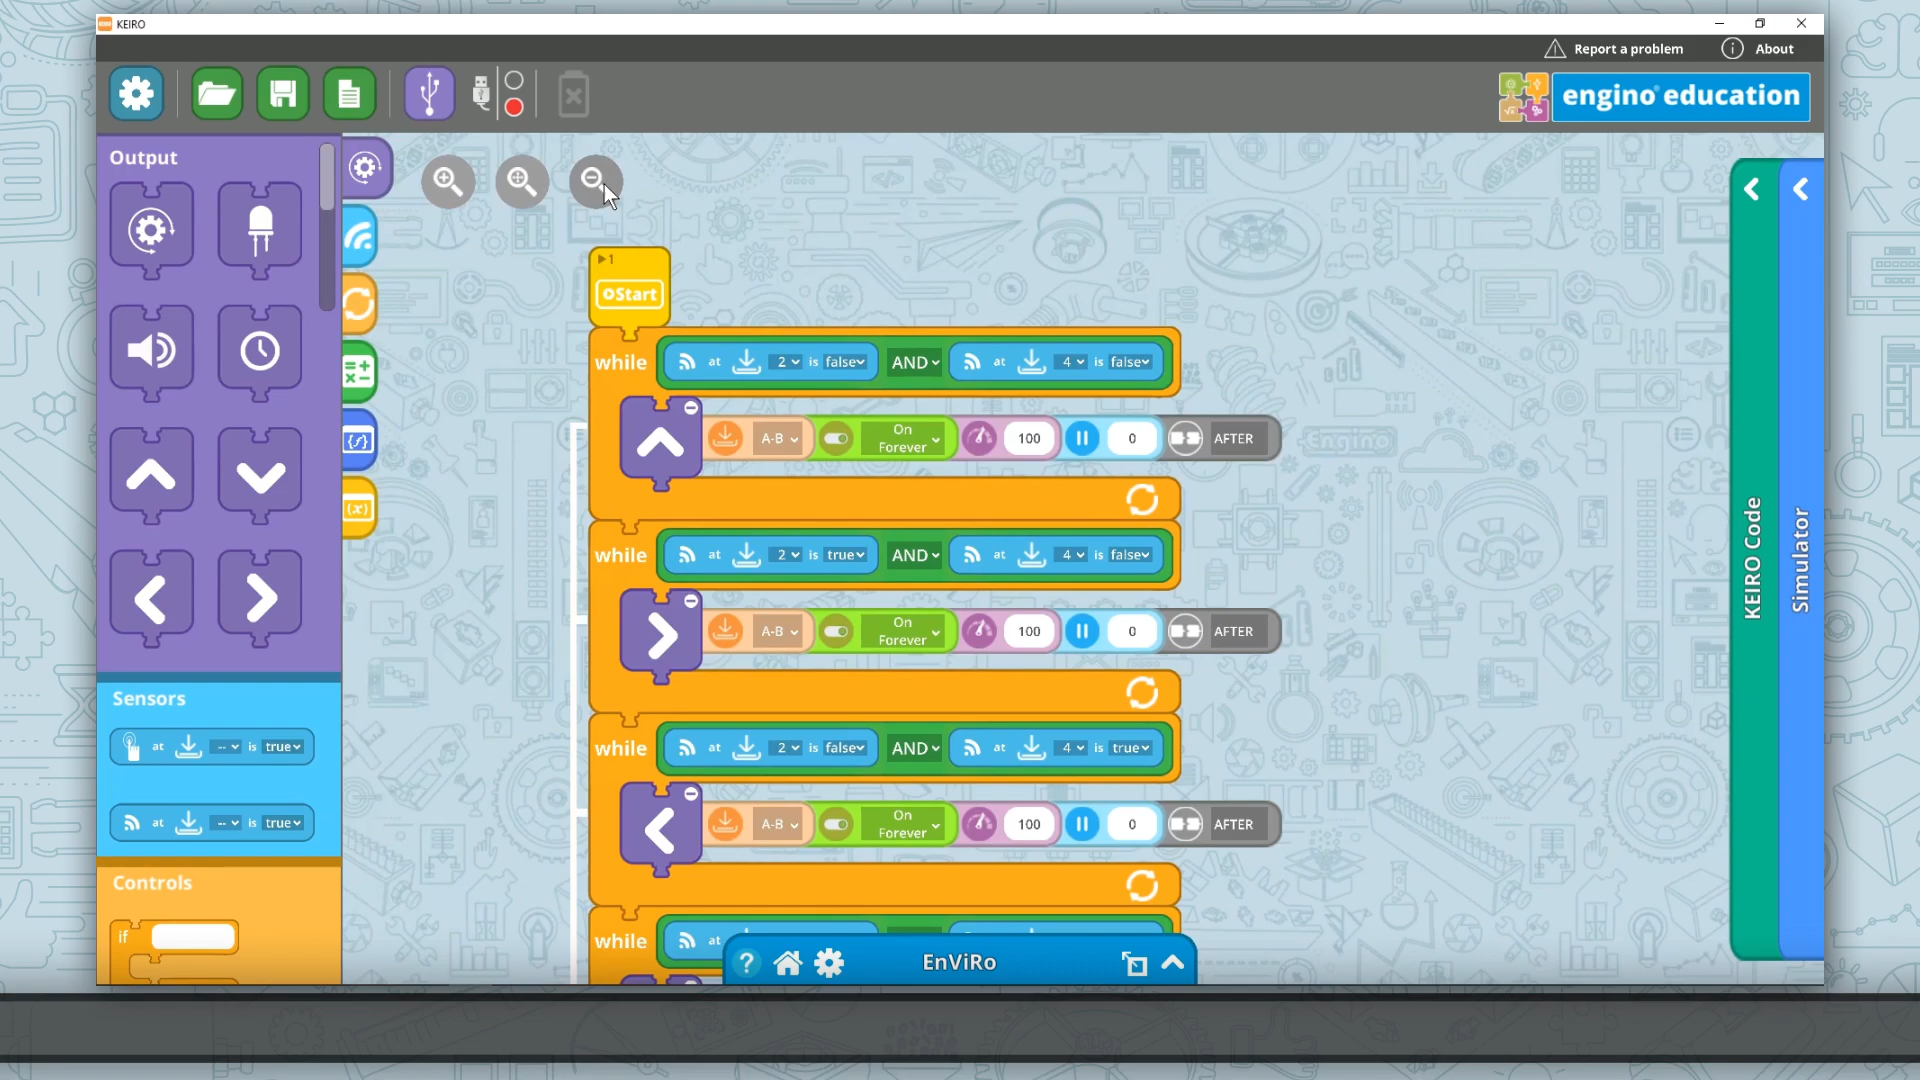 KEIRO
Report a problem
About
engino education
Output
▶1
Start
while at 2 is false AND at 4 is false
A-B On Forever 100 0 AFTER
while at 2 is true AND at 4 is false
A-B On Forever 100 0 AFTER
while at 2 is false AND at 4 is true
A-B On Forever 100 0 AFTER
while at
Sensors
at -- is true
at -- is true
Controls
if
{f}
(x)
EnViRo
KEIRO Code
Simulator